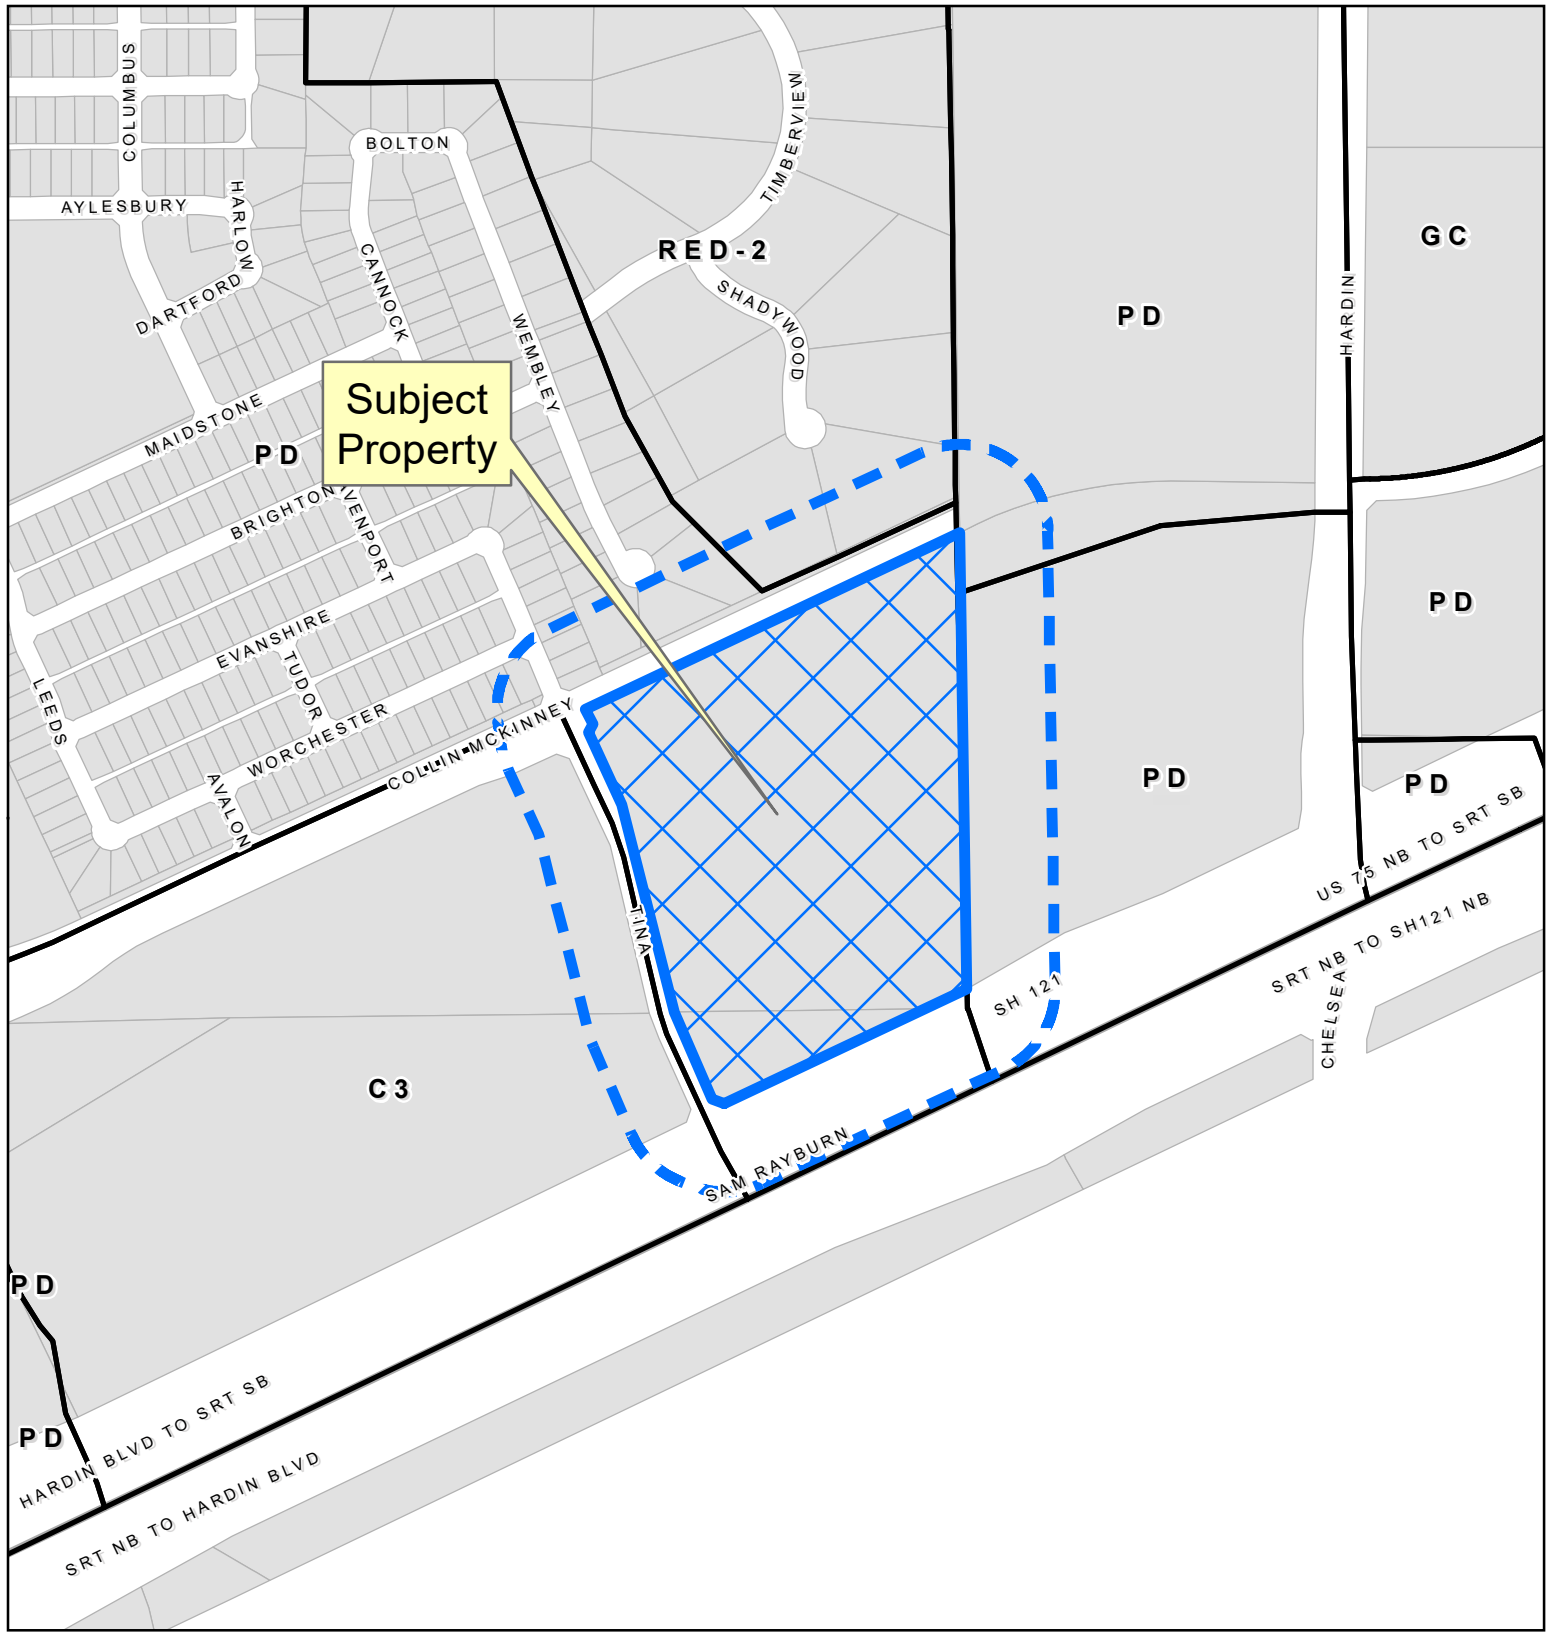 COLUMBUS
TIMBERVIEW
BOLTON
AYLESBURY
HARLOW
RED-2
GC
CANNOCK
SHADYWOOD
DARTFORD
PD
HARDIN
WEMBLEY
Subject
Property
MAIDSTONE
PD
BRIGHTON
VENPORT
PD
EVANSHIRE
TUDOR
LEEDS
WORCHESTER
COLLIN MCKINNEY
AVALON
PD
PD
US 75 NB TO SRT SB
TINA
SH 121
SRT NB TO SH121 NB
CHELSEA
C3
SAM RAYBURN
PD
HARDIN BLVD TO SRT SB
PD
SRT NB TO HARDIN BLVD